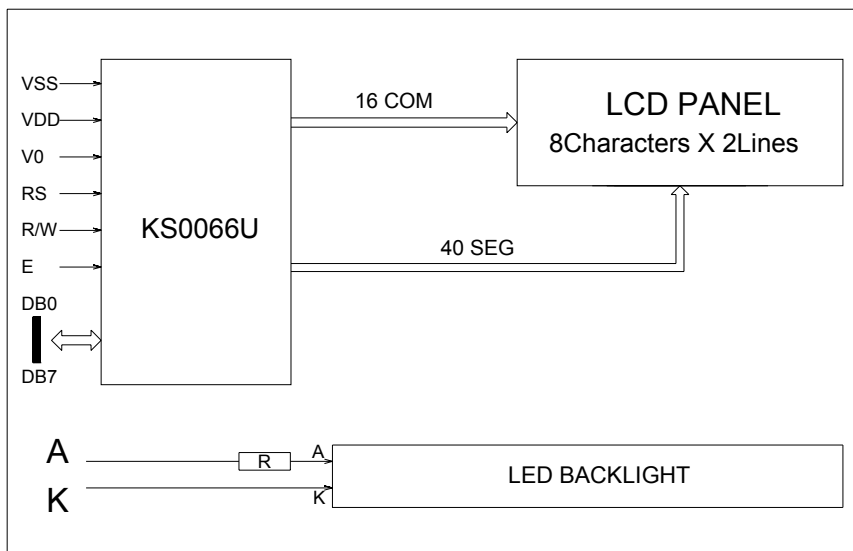 VSS
VDD
V0
RS
R/W
E
DB0
DB7
KS0066U
16 COM
40 SEG
LCD PANEL
8Characters X 2Lines
A
K
R
A
K
LED BACKLIGHT